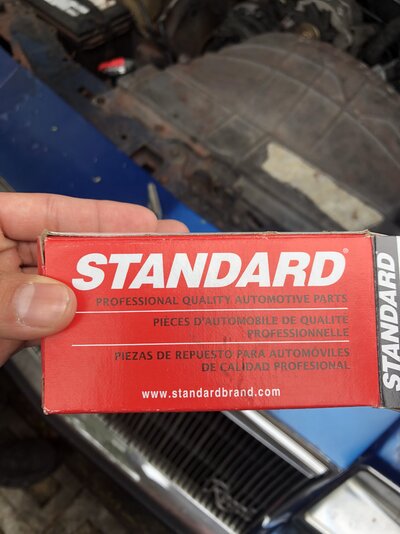 STANDARD®
PROFESSIONAL QUALITY AUTOMOTIVE PARTS
PIÈCES D'AUTOMOBILE DE QUALITÉ
PROFESSIONNELLE
PIEZAS DE REPUESTO PARA AUTOMÓVILES
DE CALIDAD PROFESIONAL
www.standardbrand.com
STANDARD